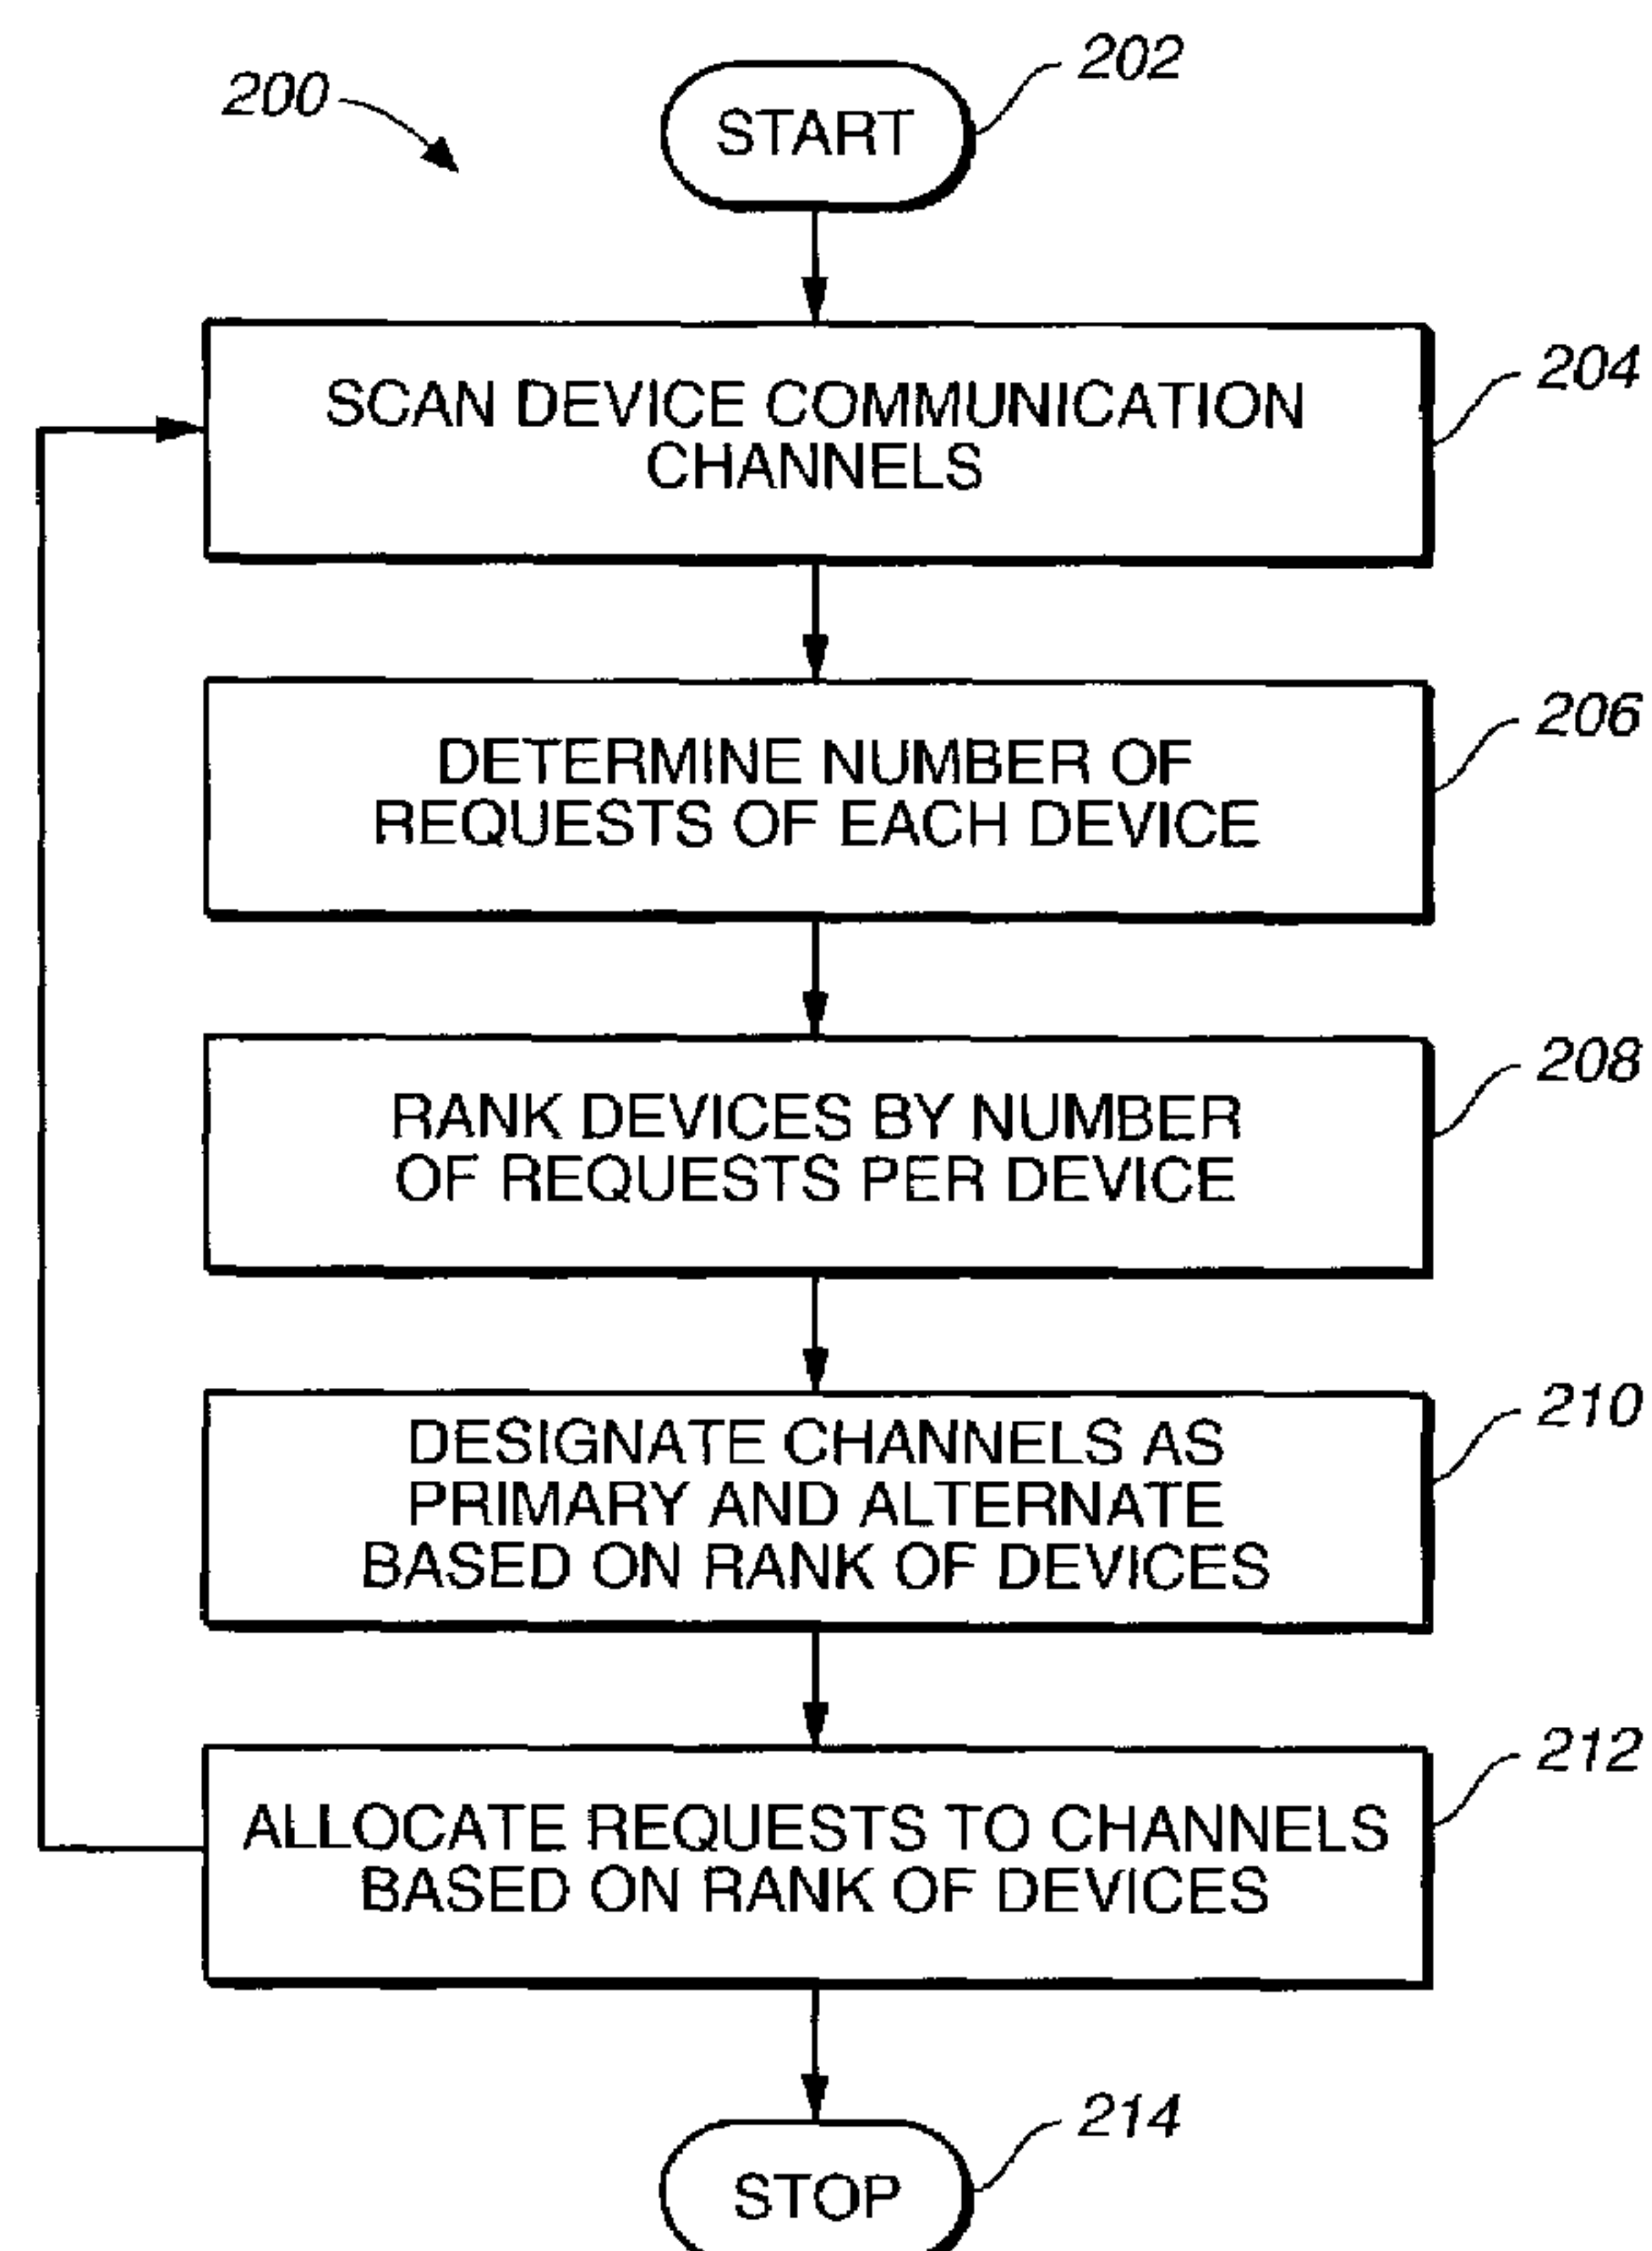 200
START
202
SCAN DEVICE COMMUNICATION
CHANNELS
204
DETERMINE NUMBER OF
REQUESTS OF EACH DEVICE
206
RANK DEVICES BY NUMBER
OF REQUESTS PER DEVICE
208
DESIGNATE CHANNELS AS
PRIMARY AND ALTERNATE
BASED ON RANK OF DEVICES
210
ALLOCATE REQUESTS TO CHANNELS
BASED ON RANK OF DEVICES
212
STOP
214